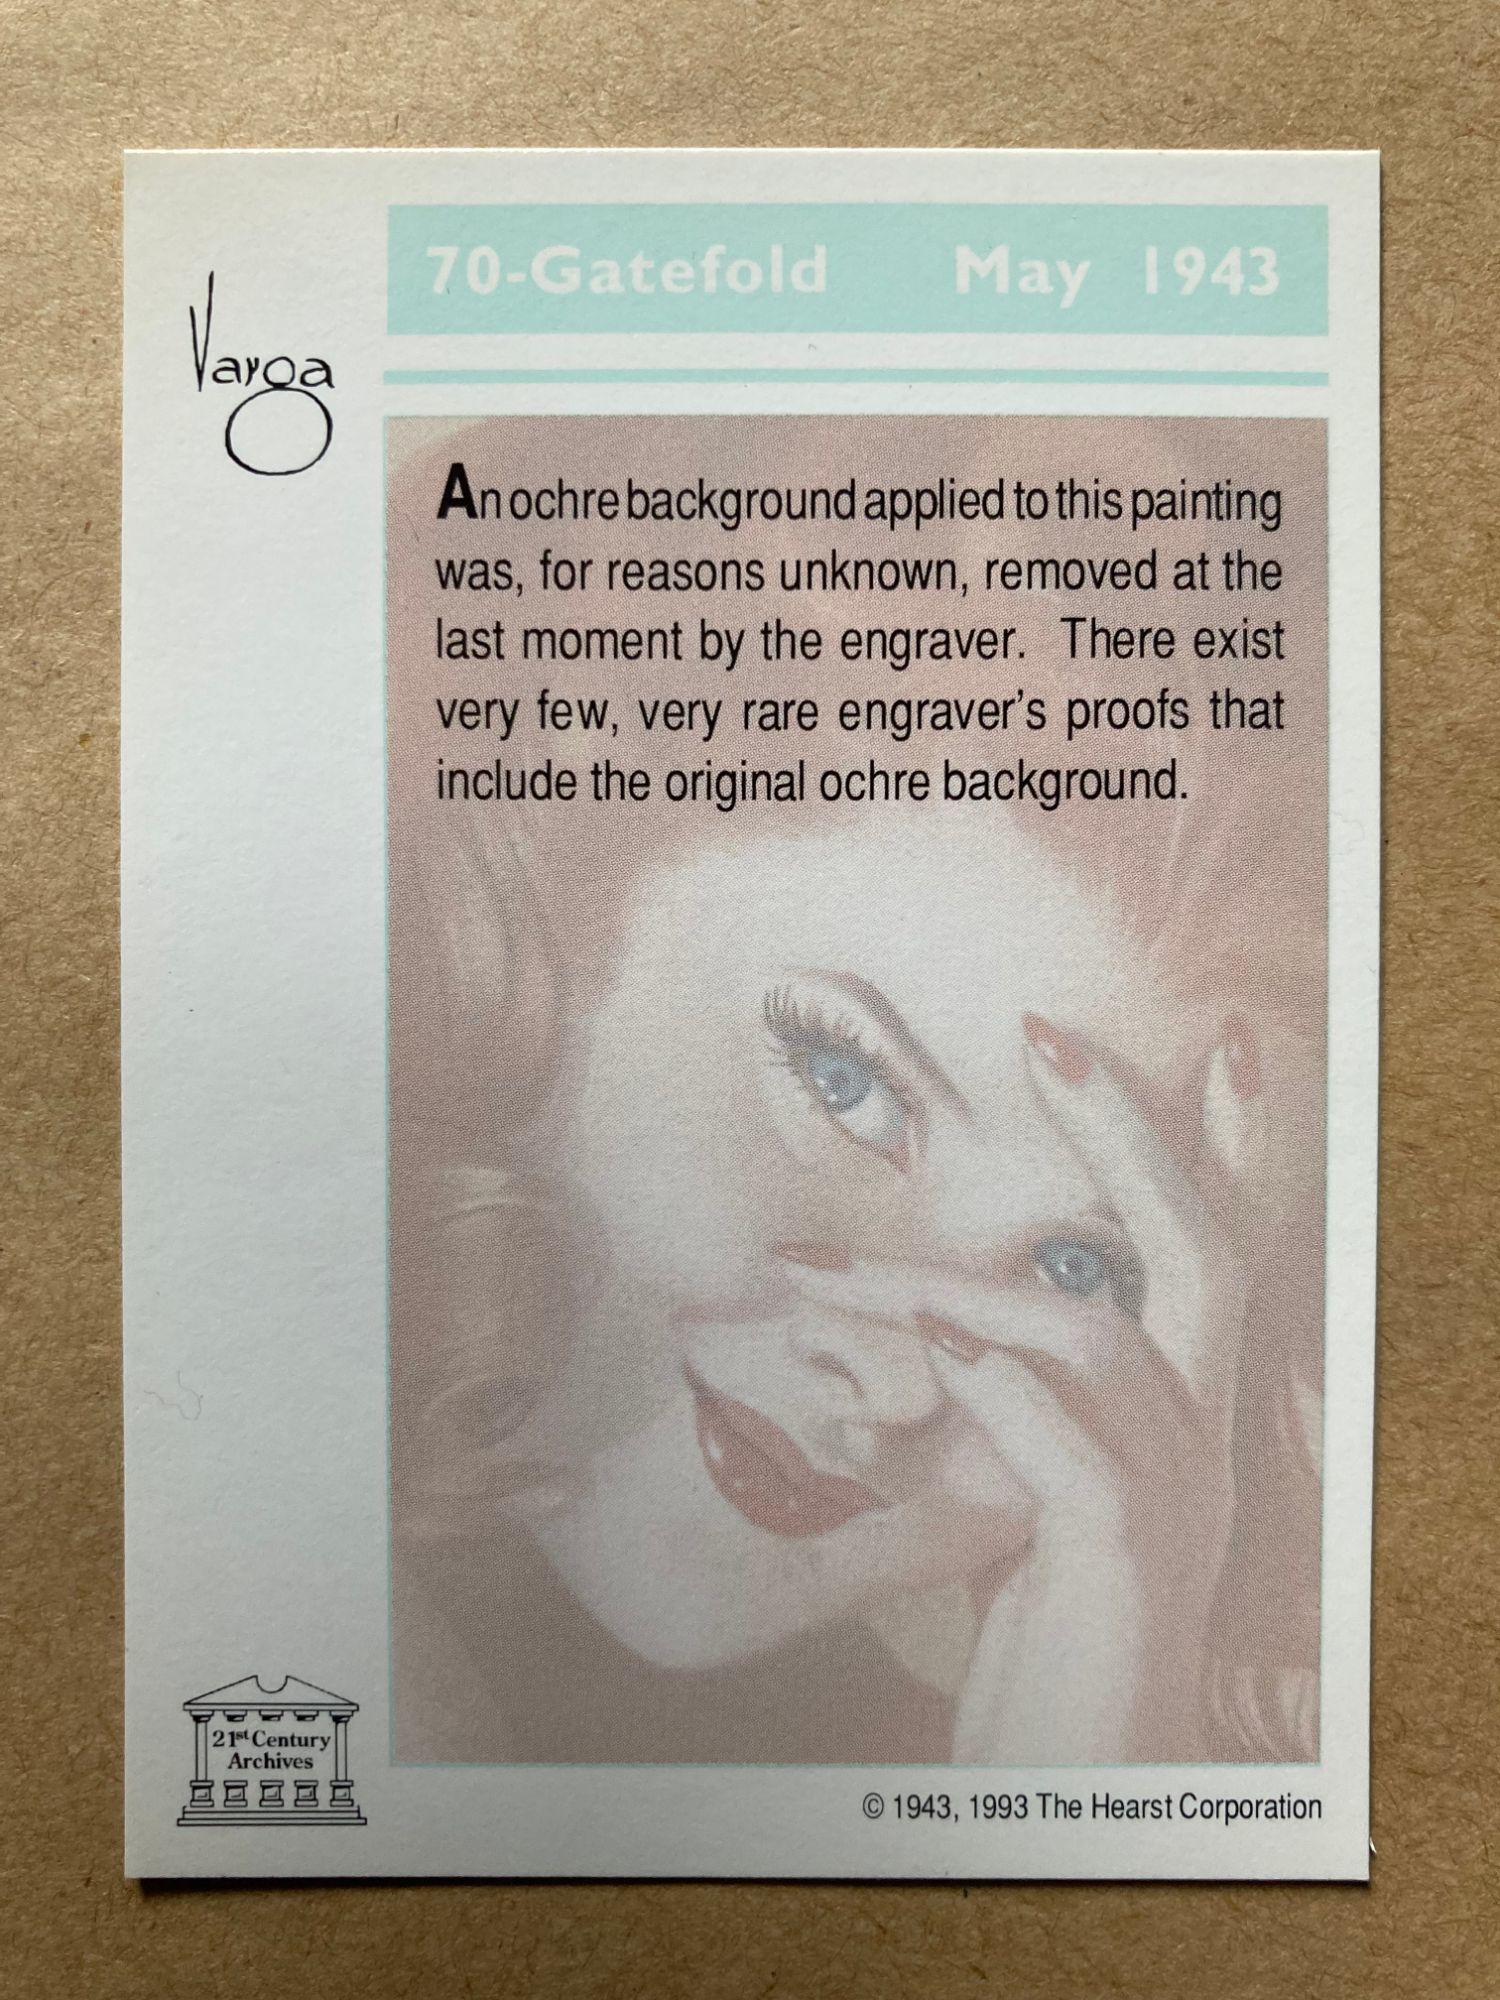 70-Gatefold May 1943
Varga
An ochre background applied to this painting
was, for reasons unknown, removed at the
last moment by the engraver. There exist
very few, very rare engraver's proofs that
include the original ochre background.
21st Century
Archives
© 1943, 1993 The Hearst Corporation